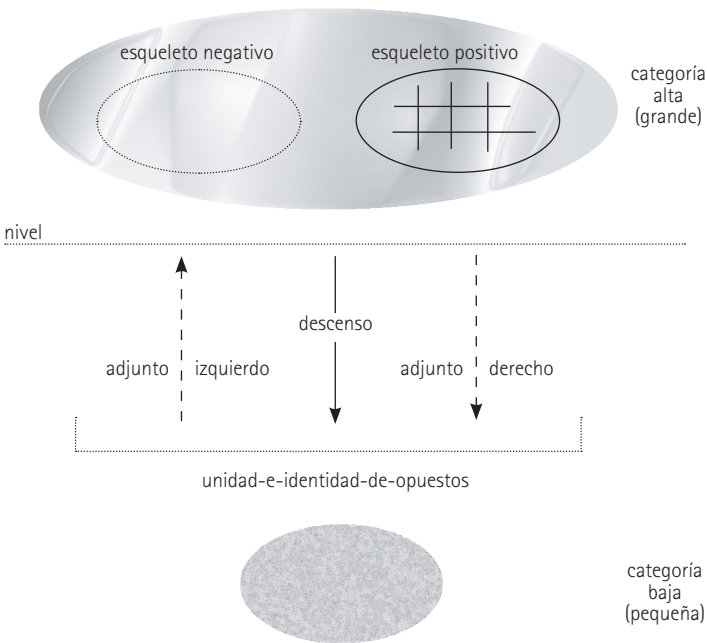 esqueleto negativo
esqueleto positivo
categoría
alta
(grande)
nivel
descenso
adjunto izquierdo
adjunto derecho
unidad-e-identidad-de-opuestos
categoría
baja
(pequeña)